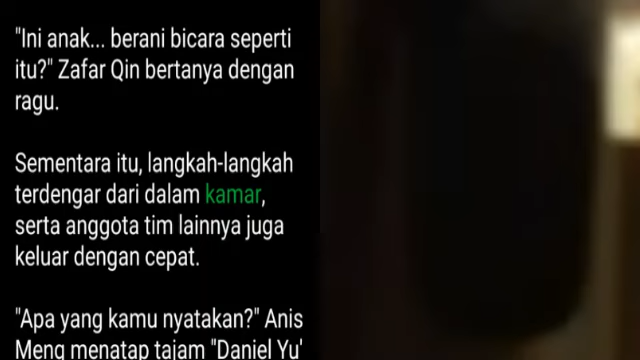 "Ini anak... berani bicara seperti
itu?" Zafar Qin bertanya dengan
ragu.
Sementara itu, langkah-langkah
terdengar dari dalam kamar,
serta anggota tim lainnya juga
keluar dengan cepat.
"Apa yang kamu nyatakan?" Anis
Meng menatap tajam "Daniel Yu'